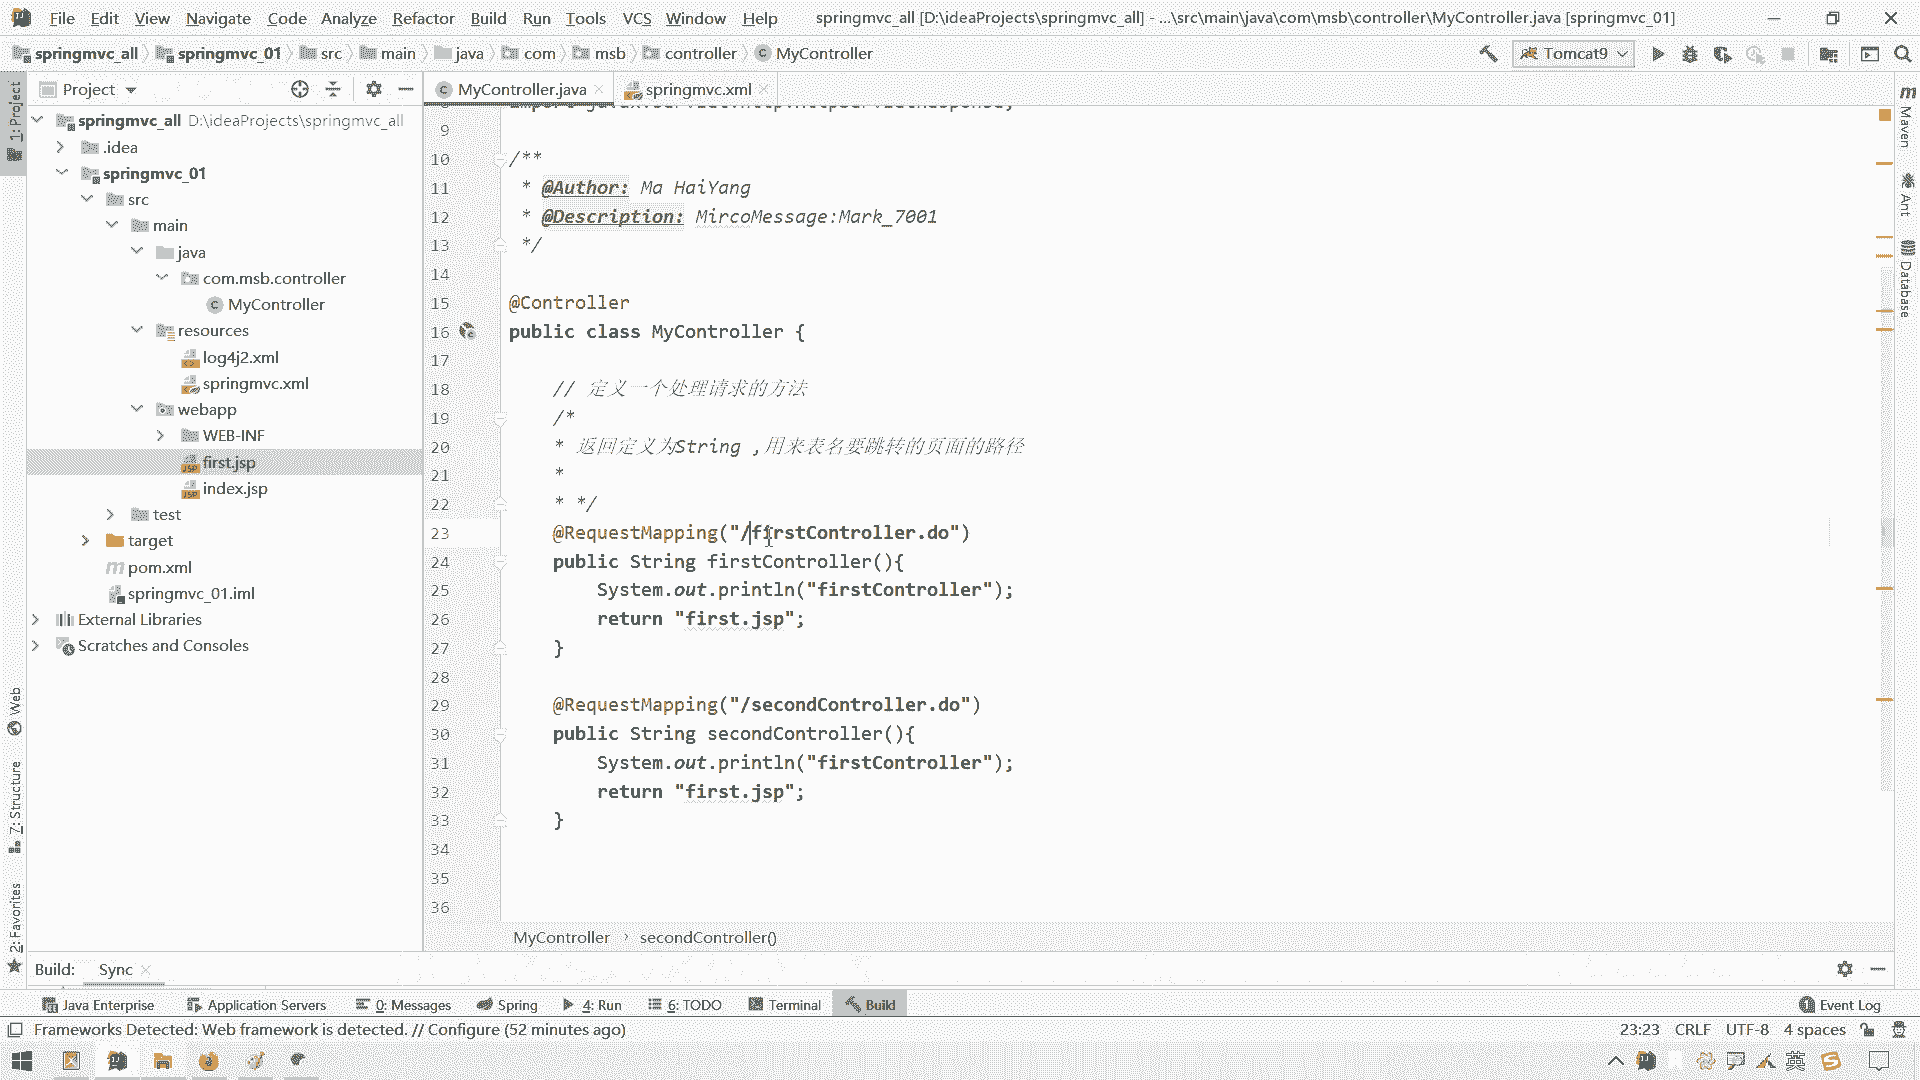 File Edit View Navigate Code Analyze Refactor Build Run Tools VCS Window Help springmvc_all [D:\ideaProjects\springmvc_all] - ...\src\main\java\com\msb\controller\MyController.java [springmvc_01]
springmvc_all springmvc_01 src main java com msb controller MyController Tomcat9
Project
MyController.java springmvc.xml
1: Project
springmvc_all D:\ideaProjects\springmvc_all
.idea
springmvc_01
src
main
java
com.msb.controller
MyController
resources
log4j2.xml
springmvc.xml
webapp
WEB-INF
first.jsp
index.jsp
test
target
pom.xml
springmvc_01.iml
External Libraries
Scratches and Consoles
Web
7: Structure
2: Favorites
9
10 /**
11 * @Author: Ma HaiYang
12 * @Description: MircoMessage:Mark_7001
13 */
14
15 @Controller
16 public class MyController {
17
18 // 定义一个处理请求的方法
19 /*
20 * 返回定义为String ,用来表名要跳转的页面的路径
21 *
22 * */
23 @RequestMapping("/firstController.do")
24 public String firstController(){
25 System.out.println("firstController");
26 return "first.jsp";
27 }
28
29 @RequestMapping("/secondController.do")
30 public String secondController(){
31 System.out.println("firstController");
32 return "first.jsp";
33 }
34
35
36
MyController › secondController()
Maven
Ant
Database
Build: Sync
Java Enterprise Application Servers 0: Messages Spring 4: Run 6: TODO Terminal Build Event Log
Frameworks Detected: Web framework is detected. // Configure (52 minutes ago) 23:23 CRLF UTF-8 4 spaces
英